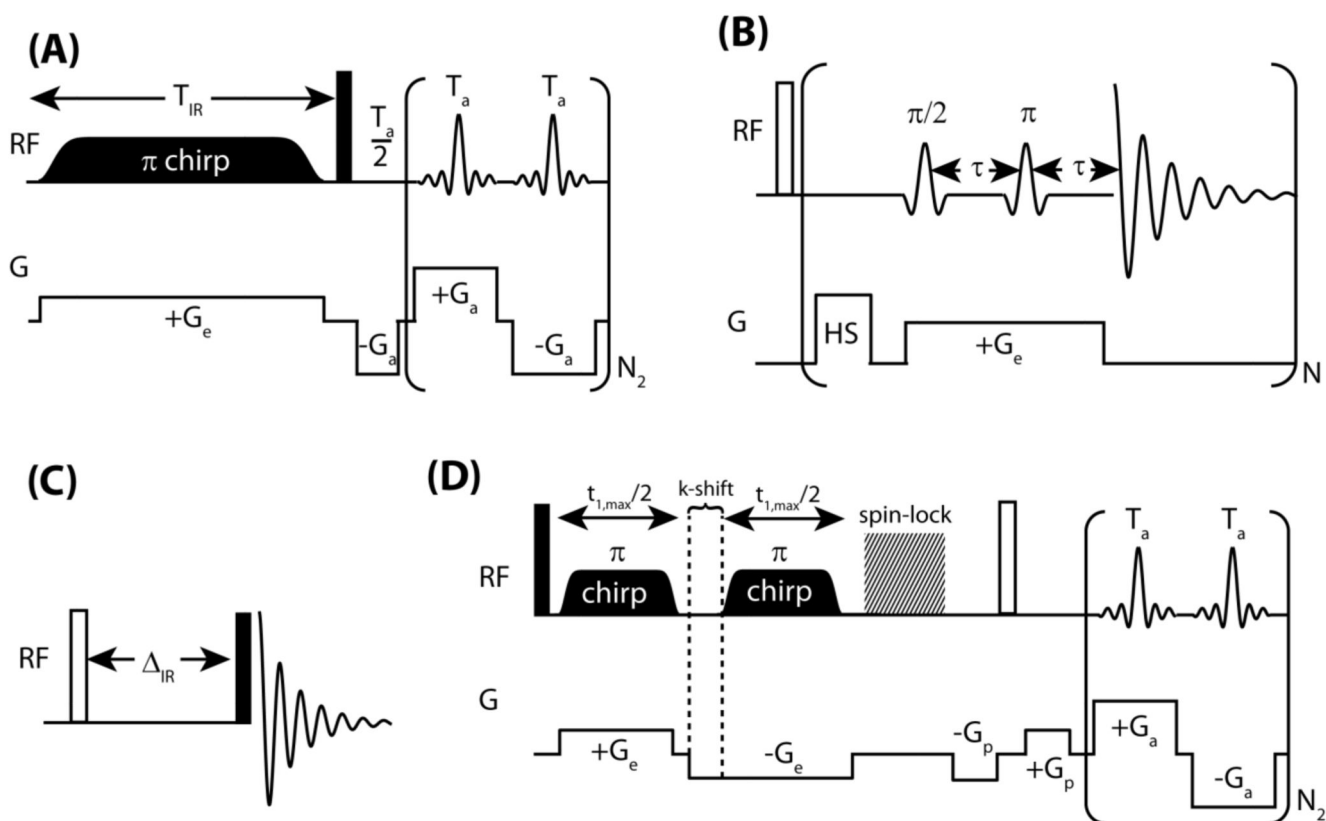 (A)
T_IR
RF
π chirp
T_a/2
T_a
T_a
G
+G_e
-G_a
+G_a
-G_a
N_2
(B)
RF
π/2
π
τ
τ
G
HS
+G_e
N
(C)
RF
Δ_IR
(D)
t_1,max/2
k-shift
t_1,max/2
spin-lock
RF
π
chirp
π
chirp
T_a
T_a
G
+G_e
-G_e
-G_p
+G_p
+G_a
-G_a
N_2